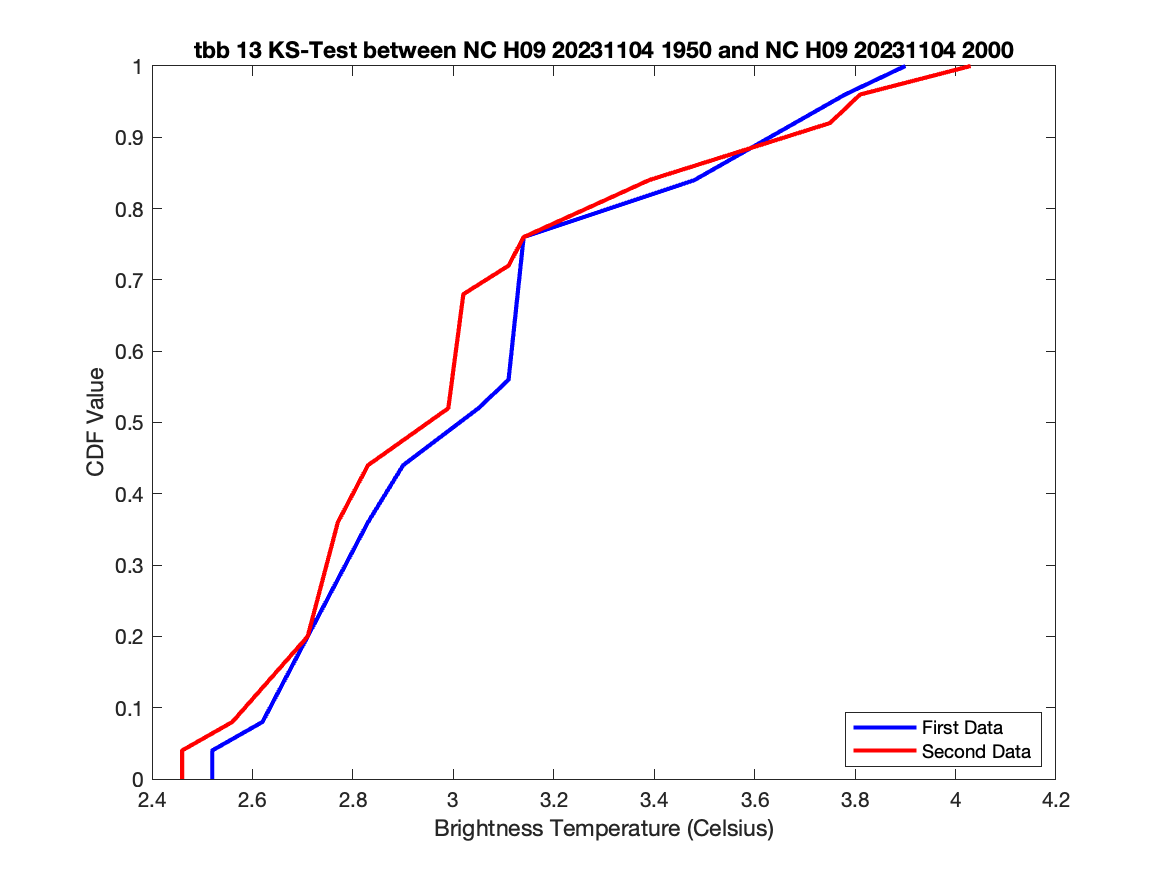 tbb 13 KS-Test between NC H09 20231104 1950 and NC H09 20231104 2000
1
0.9
0.8
0.7
0.6
0.5
0.4
0.3
0.2
0.1
0
CDF Value
2.4 2.6 2.8 3 3.2 3.4 3.6 3.8 4 4.2
Brightness Temperature (Celsius)
First Data
Second Data